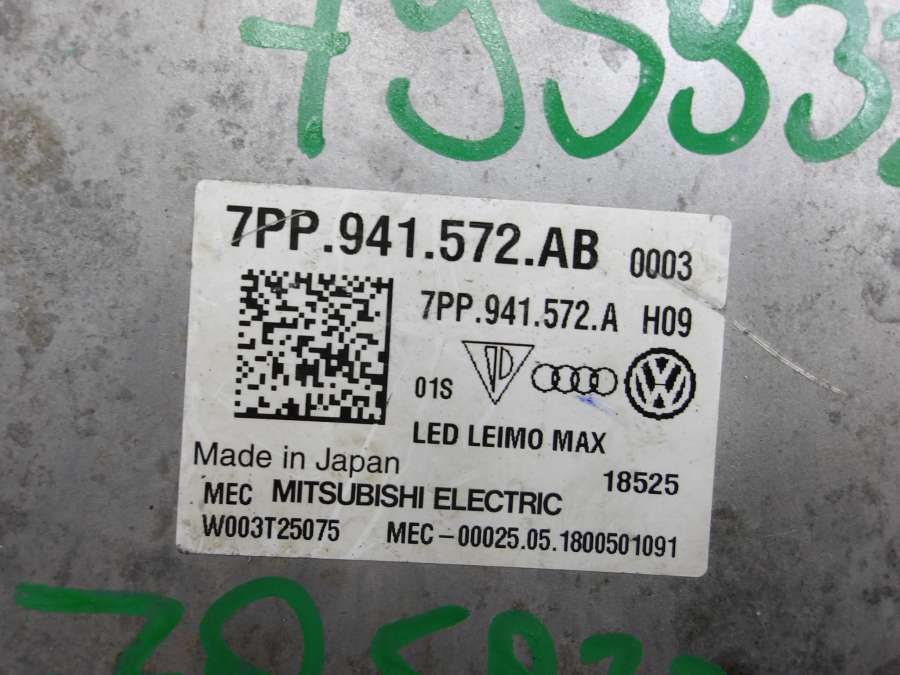 7PP.941.572.AB 0003
7PP.941.572.A H09
01S
LED LEIMO MAX
Made in Japan 18525
MEC MITSUBISHI ELECTRIC
W003T25075 MEC-00025.05.1800501091